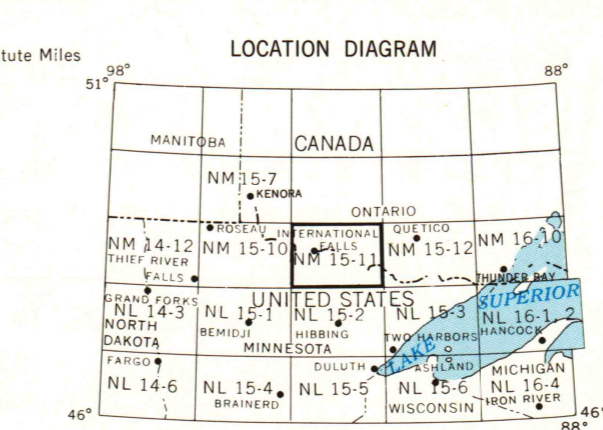 tute Miles
LOCATION DIAGRAM
98° 88°
51°
MANITOBA CANADA
NM 15-7
KENORA
ONTARIO
ROSEAU INTERNATIONAL FALLS QUETICO
NM 14-12 NM 15-10 NM 15-11 NM 15-12 NM 16-10
THIEF RIVER FALLS THUNDER BAY
GRAND FORKS UNITED STATES SUPERIOR
NL 14-3 NL 15-1 NL 15-2 NL 15-3 NL 16-1, 2
NORTH DAKOTA BEMIDJI HIBBING TWO HARBORS HANCOCK
MINNESOTA LAKE
FARGO DULUTH ASHLAND MICHIGAN
NL 14-6 NL 15-4 NL 15-5 NL 15-6 NL 16-4
BRAINERD WISCONSIN IRON RIVER
46° 46°
88°